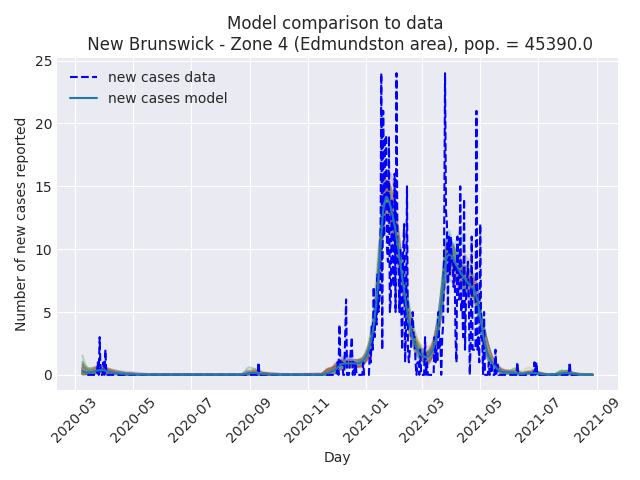 Model comparison to data
New Brunswick - Zone 4 (Edmundston area), pop. = 45390.0
new cases data
new cases model
Number of new cases reported
25
20
15
10
5
0
2020-03
2020-05
2020-07
2020-09
2020-11
2021-01
2021-03
2021-05
2021-07
2021-09
Day